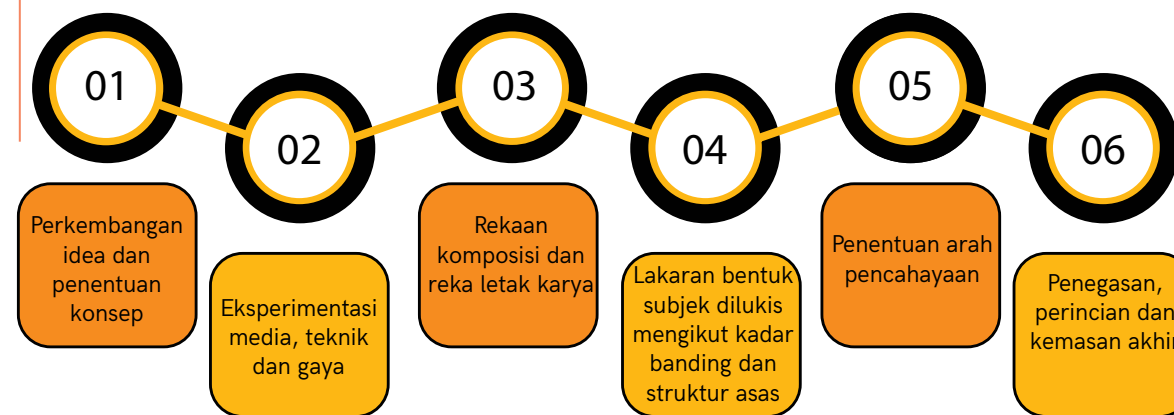 01
Perkembangan
idea dan
penentuan
konsep
02
Eksperimentasi
media, teknik
dan gaya
03
Rekaan
komposisi dan
reka letak karya
04
Lakaran bentuk
subjek dilukis
mengikut kadar
banding dan
struktur asas
05
Penentuan arah
pencahayaan
06
Penegasan,
perincian dan
kemasan akhir